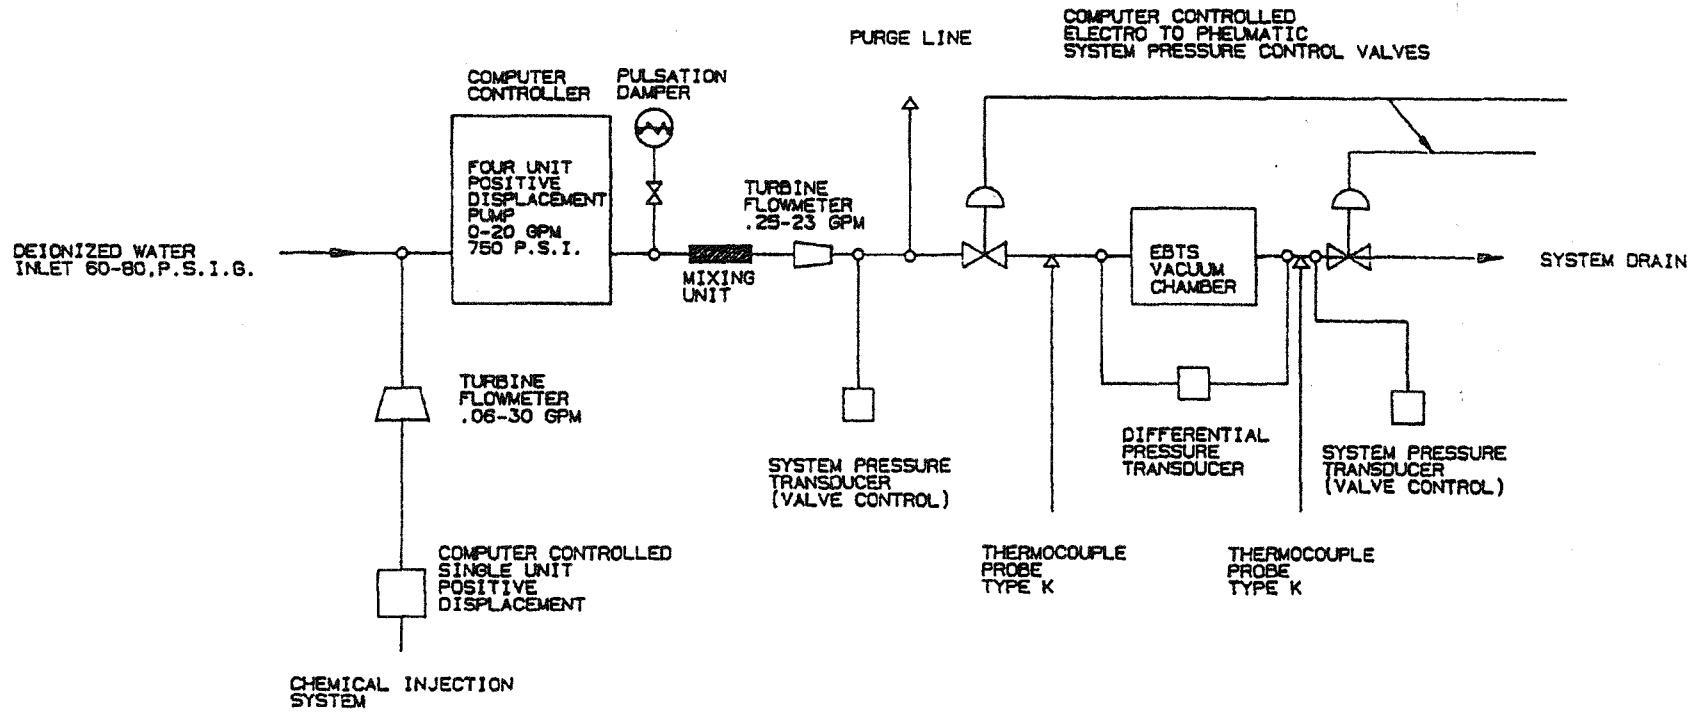 PURGE LINE
COMPUTER CONTROLLED
ELECTRO TO PHEUMATIC
SYSTEM PRESSURE CONTROL VALVES
COMPUTER
CONTROLLER
PULSATION
DAMPER
FOUR UNIT
POSITIVE
DISPLACEMENT
PUMP
0-20 GPM
750 P.S.I.
TURBINE
FLOWMETER
.25-23 GPM
DEIONIZED WATER
INLET 60-80,P.S.I.G.
MIXING
UNIT
EBTS
VACUUM
CHAMBER
SYSTEM DRAIN
TURBINE
FLOWMETER
.06-30 GPM
SYSTEM PRESSURE
TRANSDUCER
(VALVE CONTROL)
DIFFERENTIAL
PRESSURE
TRANSDUCER
SYSTEM PRESSURE
TRANSDUCER
(VALVE CONTROL)
COMPUTER CONTROLLED
SINGLE UNIT
POSITIVE
DISPLACEMENT
THERMOCOUPLE
PROBE
TYPE K
THERMOCOUPLE
PROBE
TYPE K
CHEMICAL INJECTION
SYSTEM